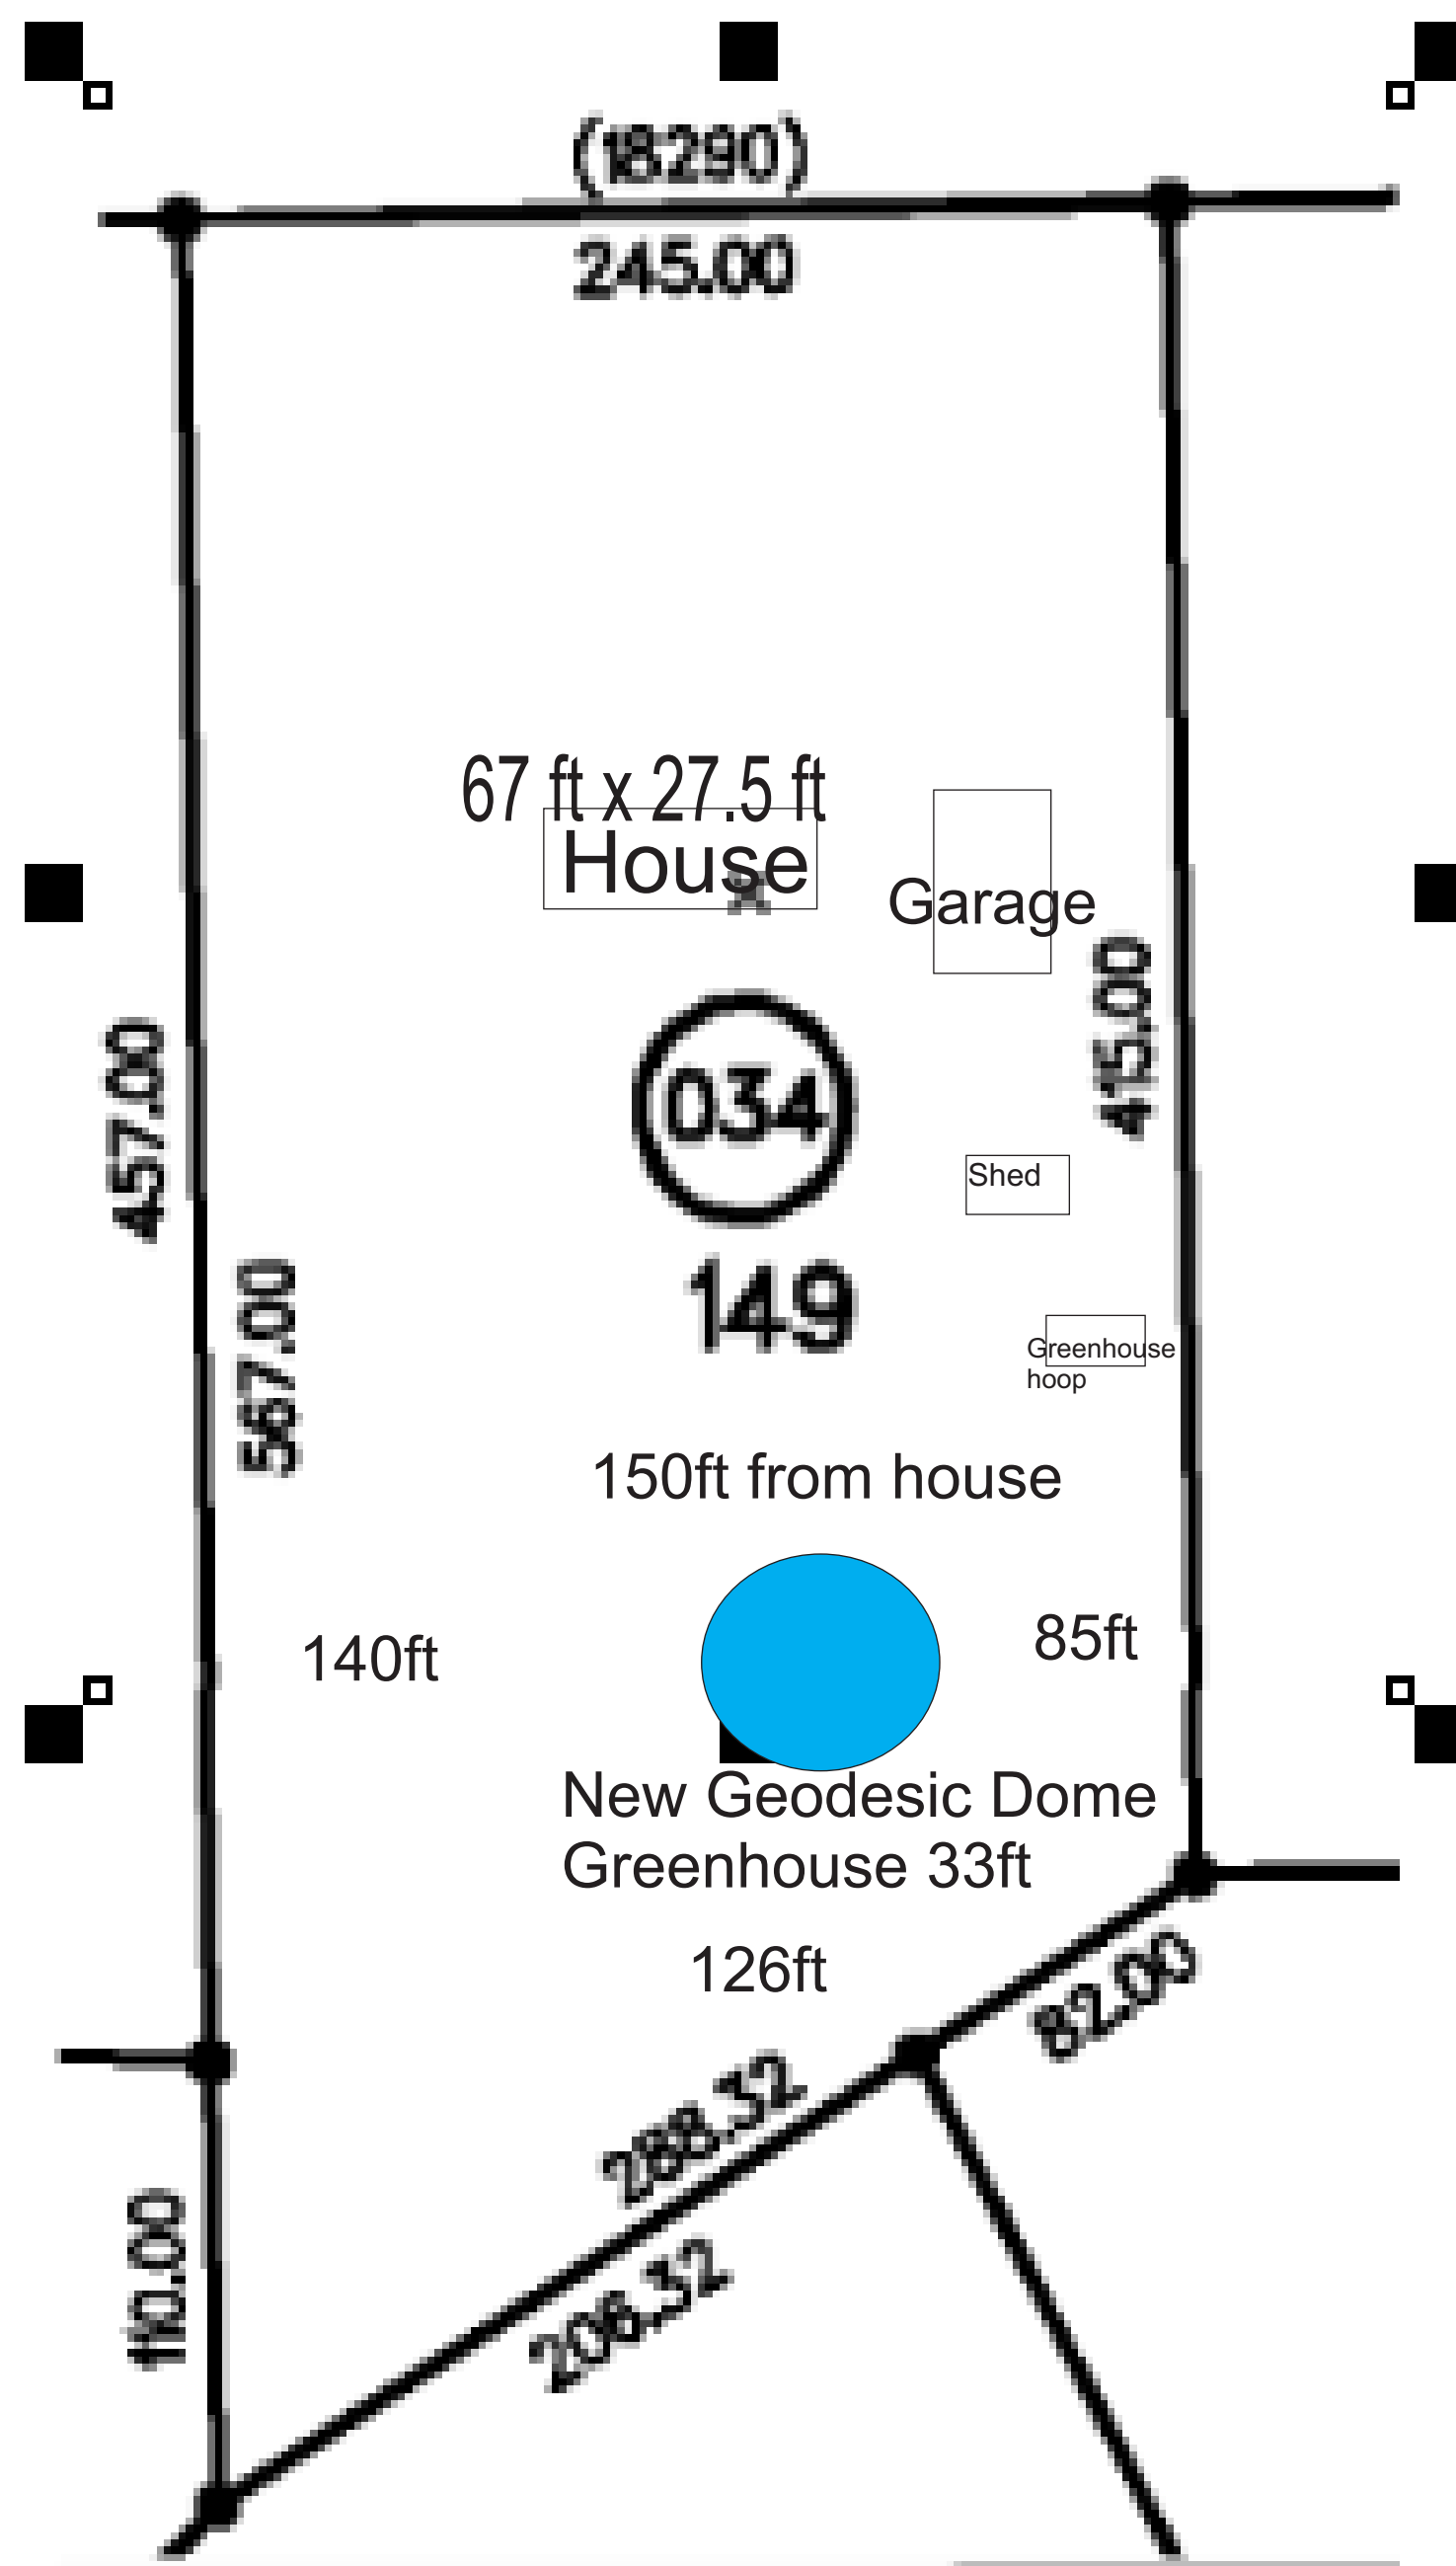 (18290)
245.00
67 ft x 27.5 ft
House
Garage
415.00
457.00
034
Shed
149
567.00
Greenhouse
hoop
150ft from house
140ft
85ft
New Geodesic Dome
Greenhouse 33ft
126ft
82.00
288.32
206.32
110.00